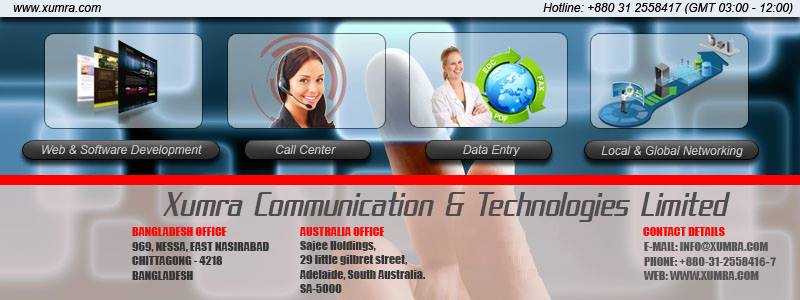 www.xumra.com
Hotline: +880 31 2558417 (GMT 03:00 - 12:00)
EDC
FAX
PDF
Web & Software Development
Call Center
Data Entry
Local & Global Networking
Xumra Communication & Technologies Limited
BANGLADESH OFFICE
969, NESSA, EAST NASIRABAD
CHITTAGONG - 4218
BANGLADESH
AUSTRALIA OFFICE
Sajee Holdings,
29 little gilbret street,
Adelaide, South Australia.
SA-5000
CONTACT DETAILS
E-MAIL: INFO@XUMRA.COM
PHONE: +880-31-2558416-7
WEB: WWW.XUMRA.COM